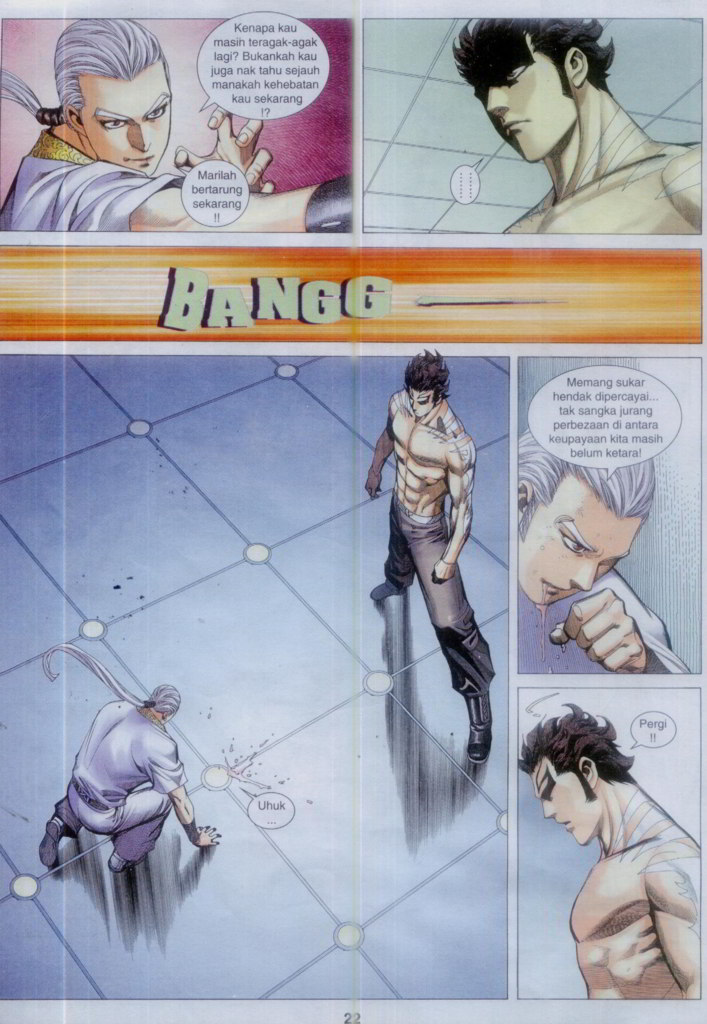 Kenapa kau
masih teragak-agak
lagi? Bukankah kau
juga nak tahu sejauh
manakah kehebatan
kau sekarang
!?
Marilah
bertarung
sekarang
!!
BANGG
Memang sukar
hendak dipercayai...
tak sangka jurang
perbezaan di antara
keupayaan kita masih
belum ketara!
Uhuk
...
Pergi
!!
22